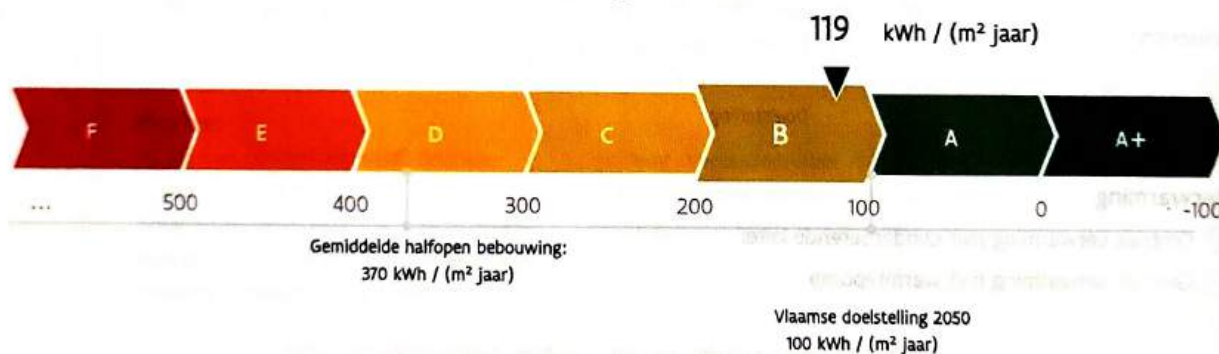 119 kWh / (m² jaar)
F E D C B A A+
... 500 400 300 200 100 0 -100
Gemiddelde halfopen bebouwing:
370 kWh / (m² jaar)
Vlaamse doelstelling 2050
100 kWh / (m² jaar)